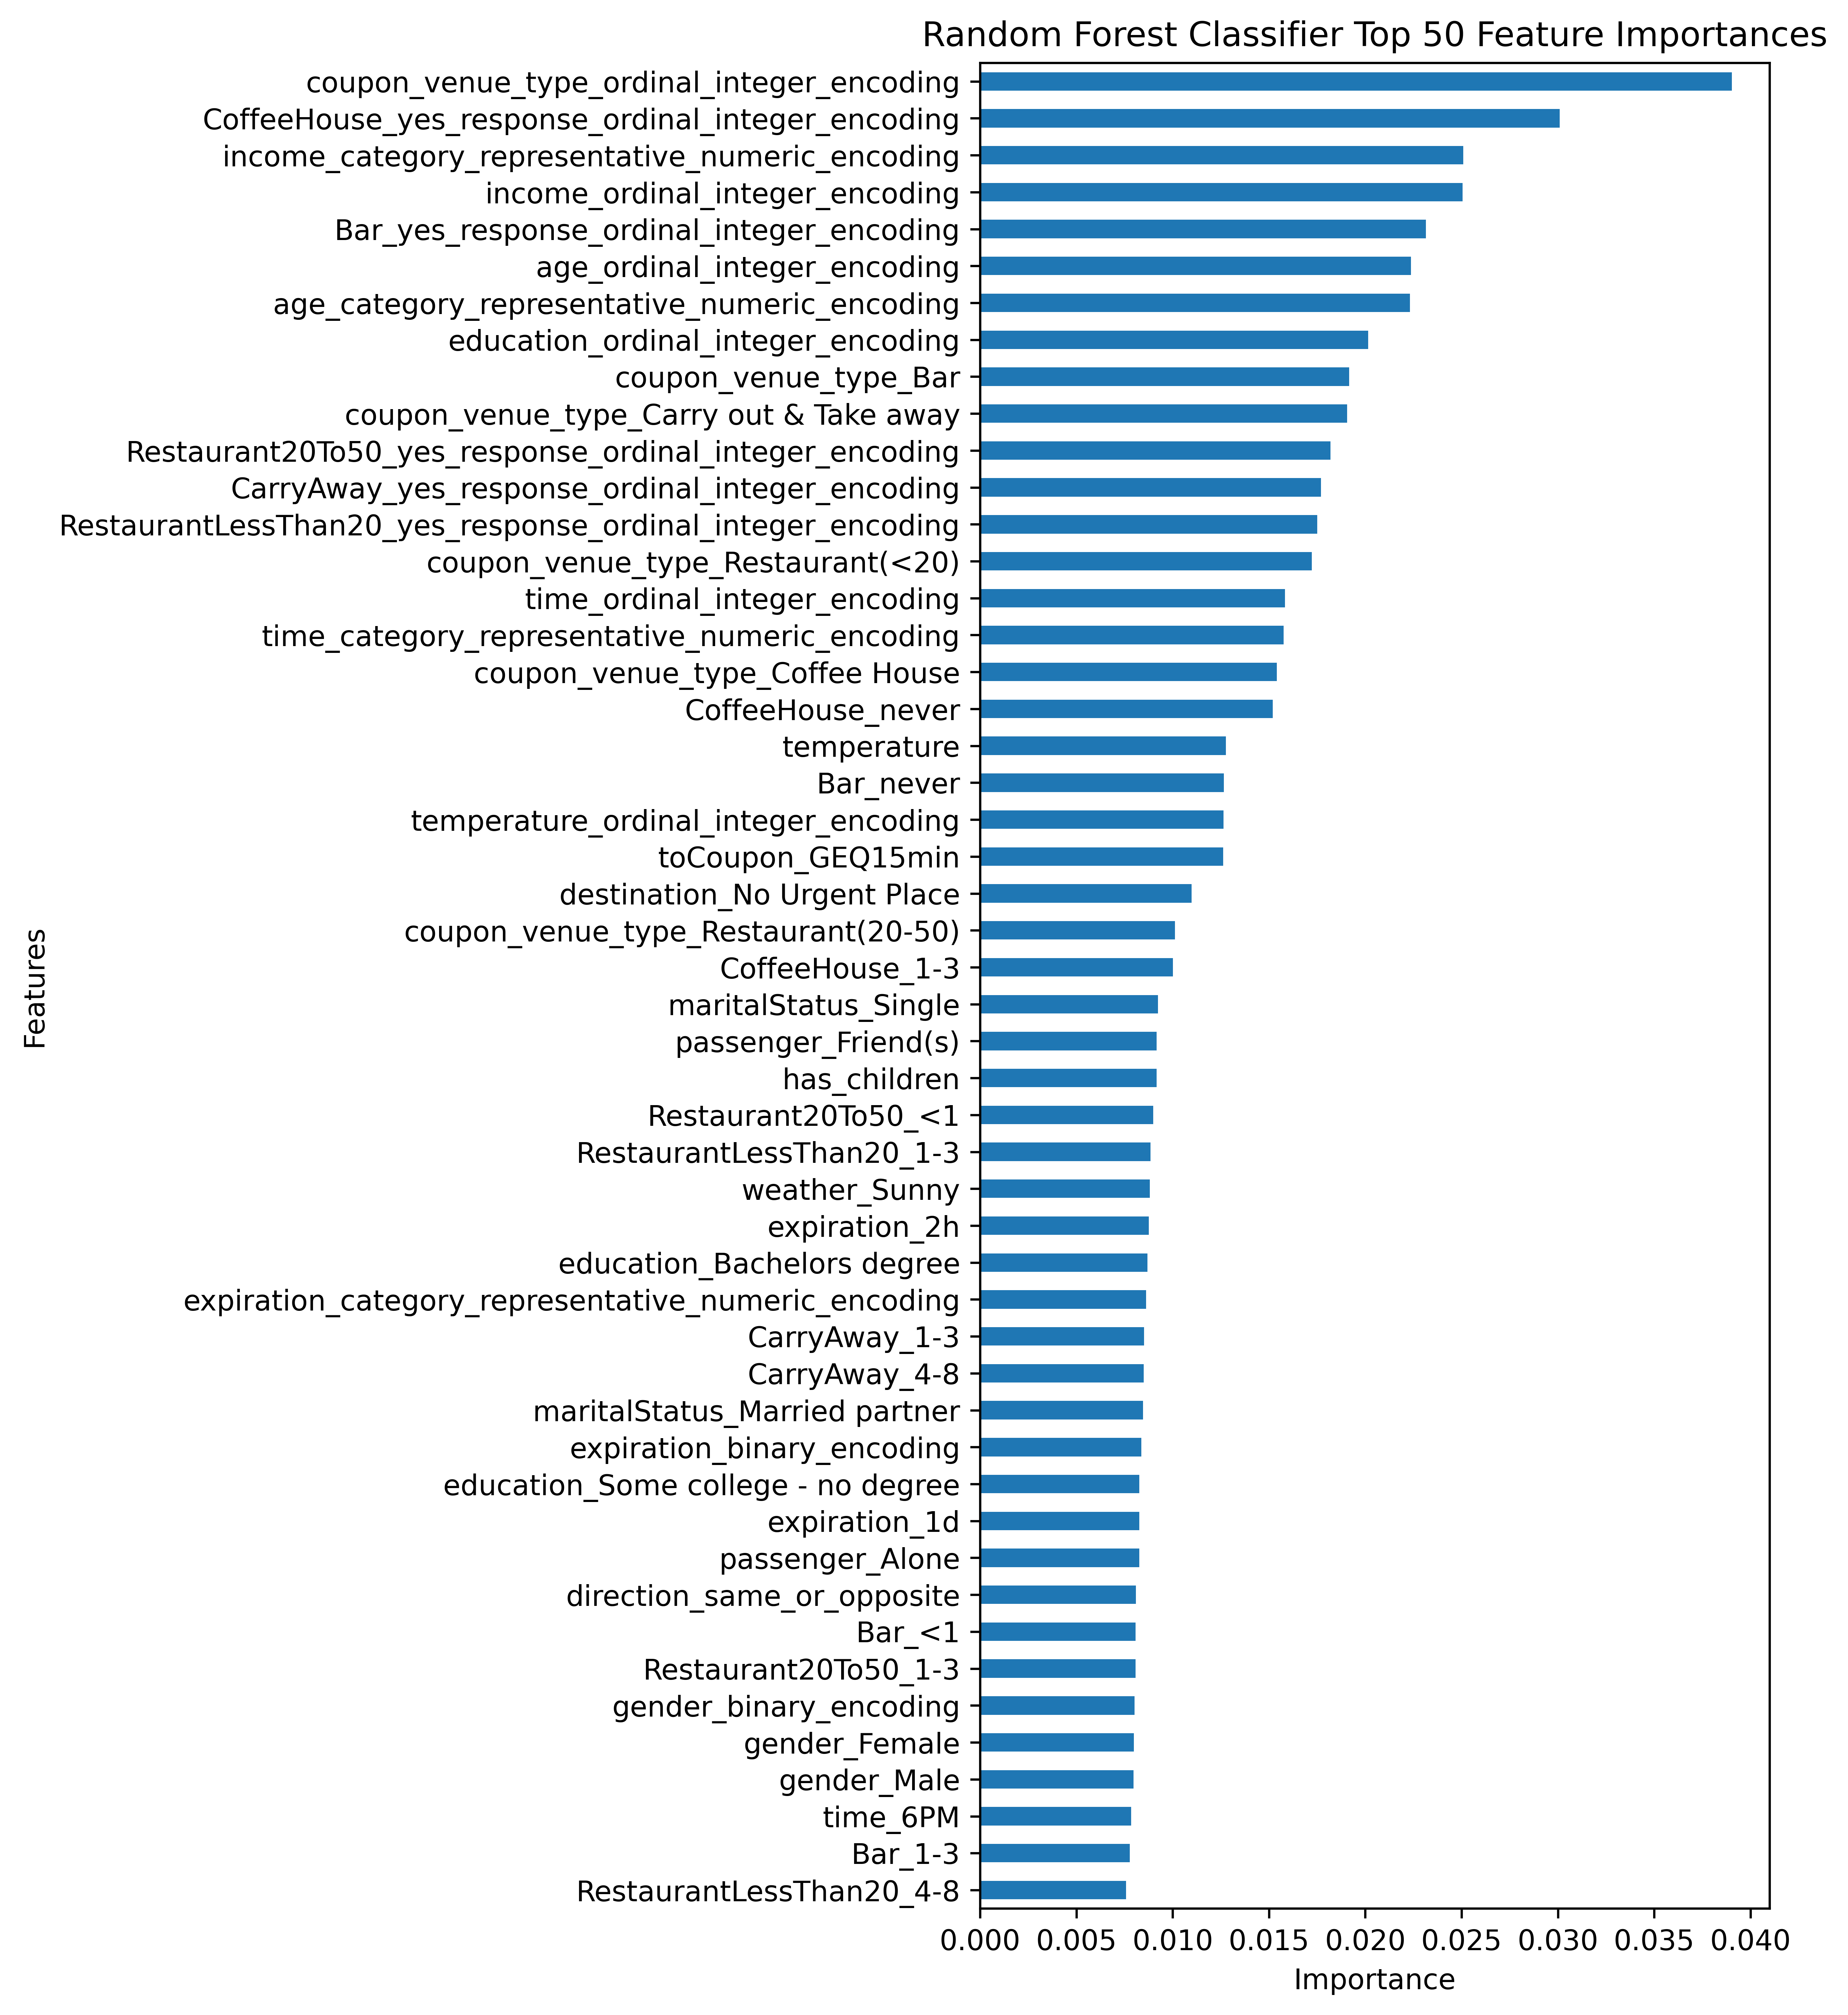 Random Forest Classifier Top 50 Feature Importances
coupon_venue_type_ordinal_integer_encoding
CoffeeHouse_yes_response_ordinal_integer_encoding
income_category_representative_numeric_encoding
income_ordinal_integer_encoding
Bar_yes_response_ordinal_integer_encoding
age_ordinal_integer_encoding
age_category_representative_numeric_encoding
education_ordinal_integer_encoding
coupon_venue_type_Bar
coupon_venue_type_Carry out & Take away
Restaurant20To50_yes_response_ordinal_integer_encoding
CarryAway_yes_response_ordinal_integer_encoding
RestaurantLessThan20_yes_response_ordinal_integer_encoding
coupon_venue_type_Restaurant(<20)
time_ordinal_integer_encoding
time_category_representative_numeric_encoding
coupon_venue_type_Coffee House
CoffeeHouse_never
temperature
Bar_never
temperature_ordinal_integer_encoding
toCoupon_GEQ15min
destination_No Urgent Place
coupon_venue_type_Restaurant(20-50)
CoffeeHouse_1-3
maritalStatus_Single
passenger_Friend(s)
has_children
Restaurant20To50_<1
RestaurantLessThan20_1-3
weather_Sunny
expiration_2h
education_Bachelors degree
expiration_category_representative_numeric_encoding
CarryAway_1-3
CarryAway_4-8
maritalStatus_Married partner
expiration_binary_encoding
education_Some college - no degree
expiration_1d
passenger_Alone
direction_same_or_opposite
Bar_<1
Restaurant20To50_1-3
gender_binary_encoding
gender_Female
gender_Male
time_6PM
Bar_1-3
RestaurantLessThan20_4-8
Features
0.000 0.005 0.010 0.015 0.020 0.025 0.030 0.035 0.040
Importance